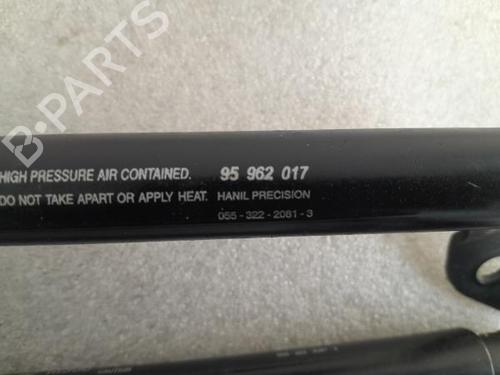 B-PARTS
HIGH PRESSURE AIR CONTAINED. 95 962 017
DO NOT TAKE APART OR APPLY HEAT. HANIL PRECISION
055-322-2081-3